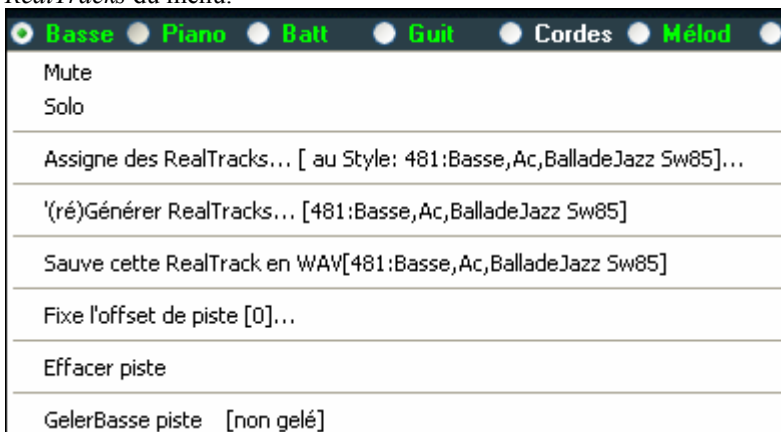 RealTracks du menu.
Basse Piano Batt Guit Cordes Mélod
Mute
Solo
Assigne des RealTracks... [ au Style: 481:Basse,Ac,BalladeJazz Sw85]...
'(ré)Générer RealTracks... [481:Basse,Ac,BalladeJazz Sw85]
Sauve cette RealTrack en WAV[481:Basse,Ac,BalladeJazz Sw85]
Fixe l'offset de piste [0]...
Effacer piste
GelerBasse piste [non gelé]